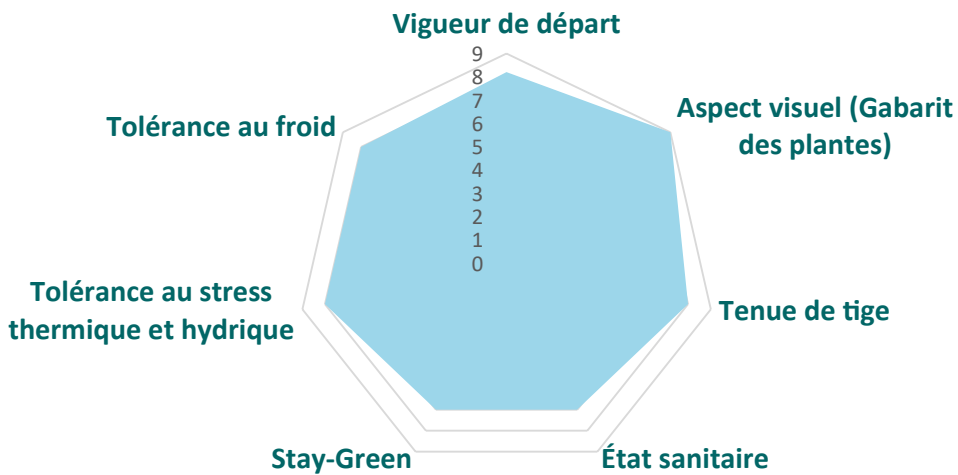 Vigueur de départ
9
8
7
6
5
4
3
2
1
0
Aspect visuel (Gabarit
des plantes)
Tenue de tige
État sanitaire
Stay-Green
Tolérance au stress
thermique et hydrique
Tolérance au froid